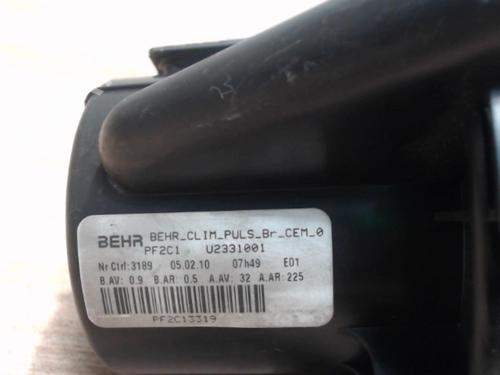 BEHR BEHR_CLIM_PULS_Br_CEM_0
PF2C1 U2331001
Nr Ctrl: 3189 05.02.10 07h49 E01
B.AV: 0.9 B.AR: 0.5 A.AV: 32 A.AR: 225
PF2C13319